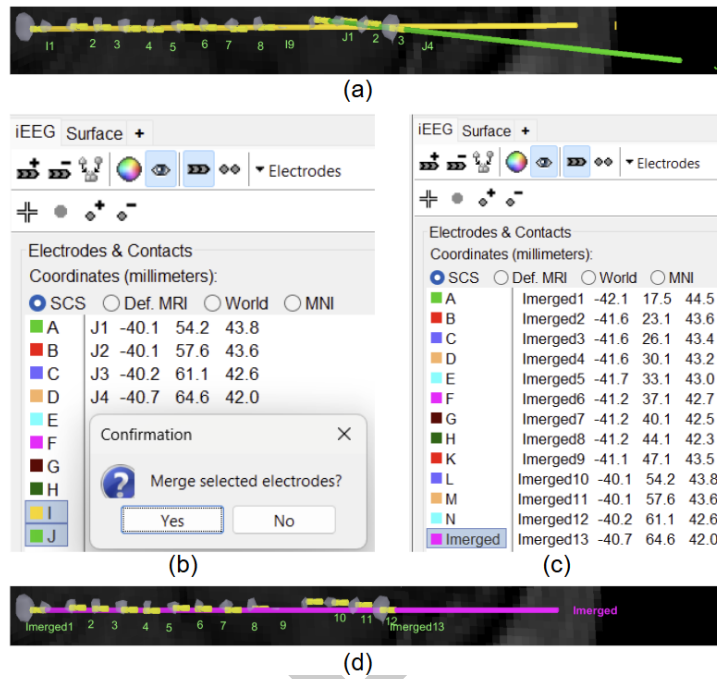 I1 2 3 4 5 6 7 8 I9 J1 2 3 J4
(a)
iEEG Surface +
Electrodes
Electrodes & Contacts
Coordinates (millimeters):
SCS Def. MRI World MNI
A J1 -40.1 54.2 43.8
B J2 -40.1 57.6 43.6
C J3 -40.2 61.1 42.6
D J4 -40.7 64.6 42.0
E
F
G
H
I
J
Confirmation
Merge selected electrodes?
Yes No
(b)
iEEG Surface +
Electrodes
Electrodes & Contacts
Coordinates (millimeters):
SCS Def. MRI World MNI
A Imerged1 -42.1 17.5 44.5
B Imerged2 -41.6 23.1 43.6
C Imerged3 -41.6 26.1 43.4
D Imerged4 -41.6 30.1 43.2
E Imerged5 -41.7 33.1 43.0
F Imerged6 -41.2 37.1 42.7
G Imerged7 -41.2 40.1 42.5
H Imerged8 -41.2 44.1 42.3
K Imerged9 -41.1 47.1 43.5
L Imerged10 -40.1 54.2 43.8
M Imerged11 -40.1 57.6 43.6
N Imerged12 -40.2 61.1 42.6
Imerged Imerged13 -40.7 64.6 42.0
(c)
Imerged1 2 3 4 5 6 7 8 9 10 11 12 Imerged13 Imerged
(d)